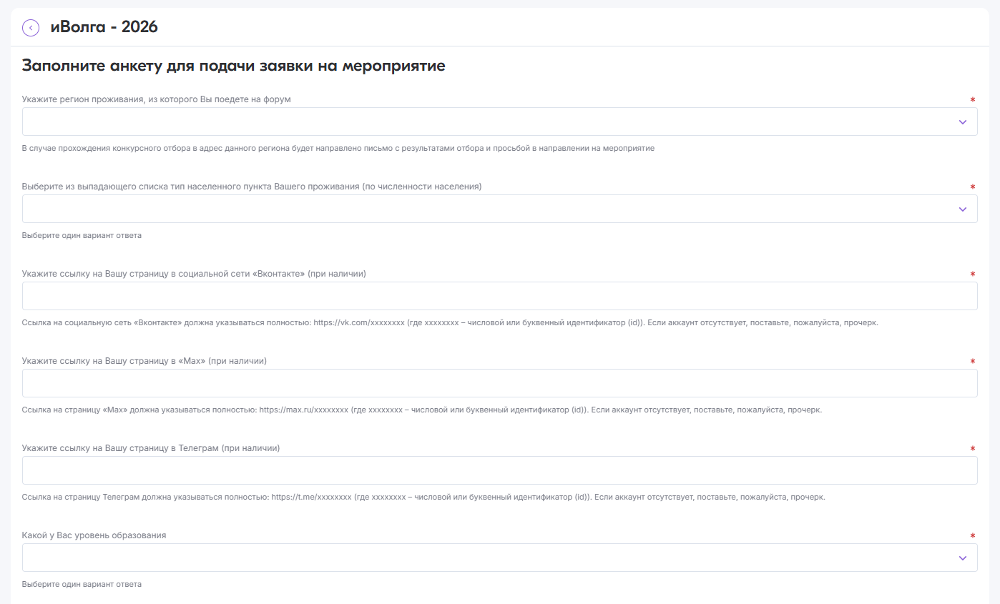 иВолга - 2026
Заполните анкету для подачи заявки на мероприятие
Укажите регион проживания, из которого Вы поедете на форум *
В случае прохождения конкурсного отбора в адрес данного региона будет направлено письмо с результатами отбора и просьбой в направлении на мероприятие
Выберите из выпадающего списка тип населенного пункта Вашего проживания (по численности населения) *
Выберите один вариант ответа
Укажите ссылку на Вашу страницу в социальной сети «Вконтакте» (при наличии) *
Ссылка на социальную сеть «Вконтакте» должна указываться полностью: https://vk.com/xxxxxxxx (где xxxxxxxx – числовой или буквенный идентификатор (id)). Если аккаунт отсутствует, поставьте, пожалуйста, прочерк.
Укажите ссылку на Вашу страницу в «Max» (при наличии) *
Ссылка на страницу «Max» должна указываться полностью: https://max.ru/xxxxxxxx (где xxxxxxxx – числовой или буквенный идентификатор (id)). Если аккаунт отсутствует, поставьте, пожалуйста, прочерк.
Укажите ссылку на Вашу страницу в Телеграм (при наличии) *
Ссылка на страницу Телеграм должна указываться полностью: https://t.me/xxxxxxxx (где xxxxxxxx – числовой или буквенный идентификатор (id)). Если аккаунт отсутствует, поставьте, пожалуйста, прочерк.
Какой у Вас уровень образования *
Выберите один вариант ответа